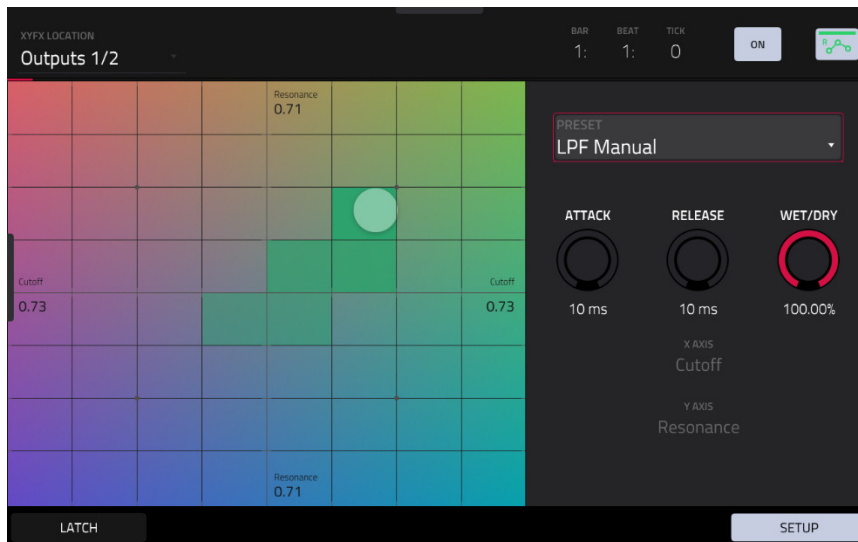 XYFX LOCATION
Outputs 1/2
BAR BEAT TICK
1: 1: 0
ON
R
Resonance
0.71
PRESET
LPF Manual
ATTACK RELEASE WET/DRY
Cutoff Cutoff
0.73 0.73
10 ms 10 ms 100.00%
X AXIS
Cutoff
Y AXIS
Resonance
Resonance
0.71
LATCH SETUP